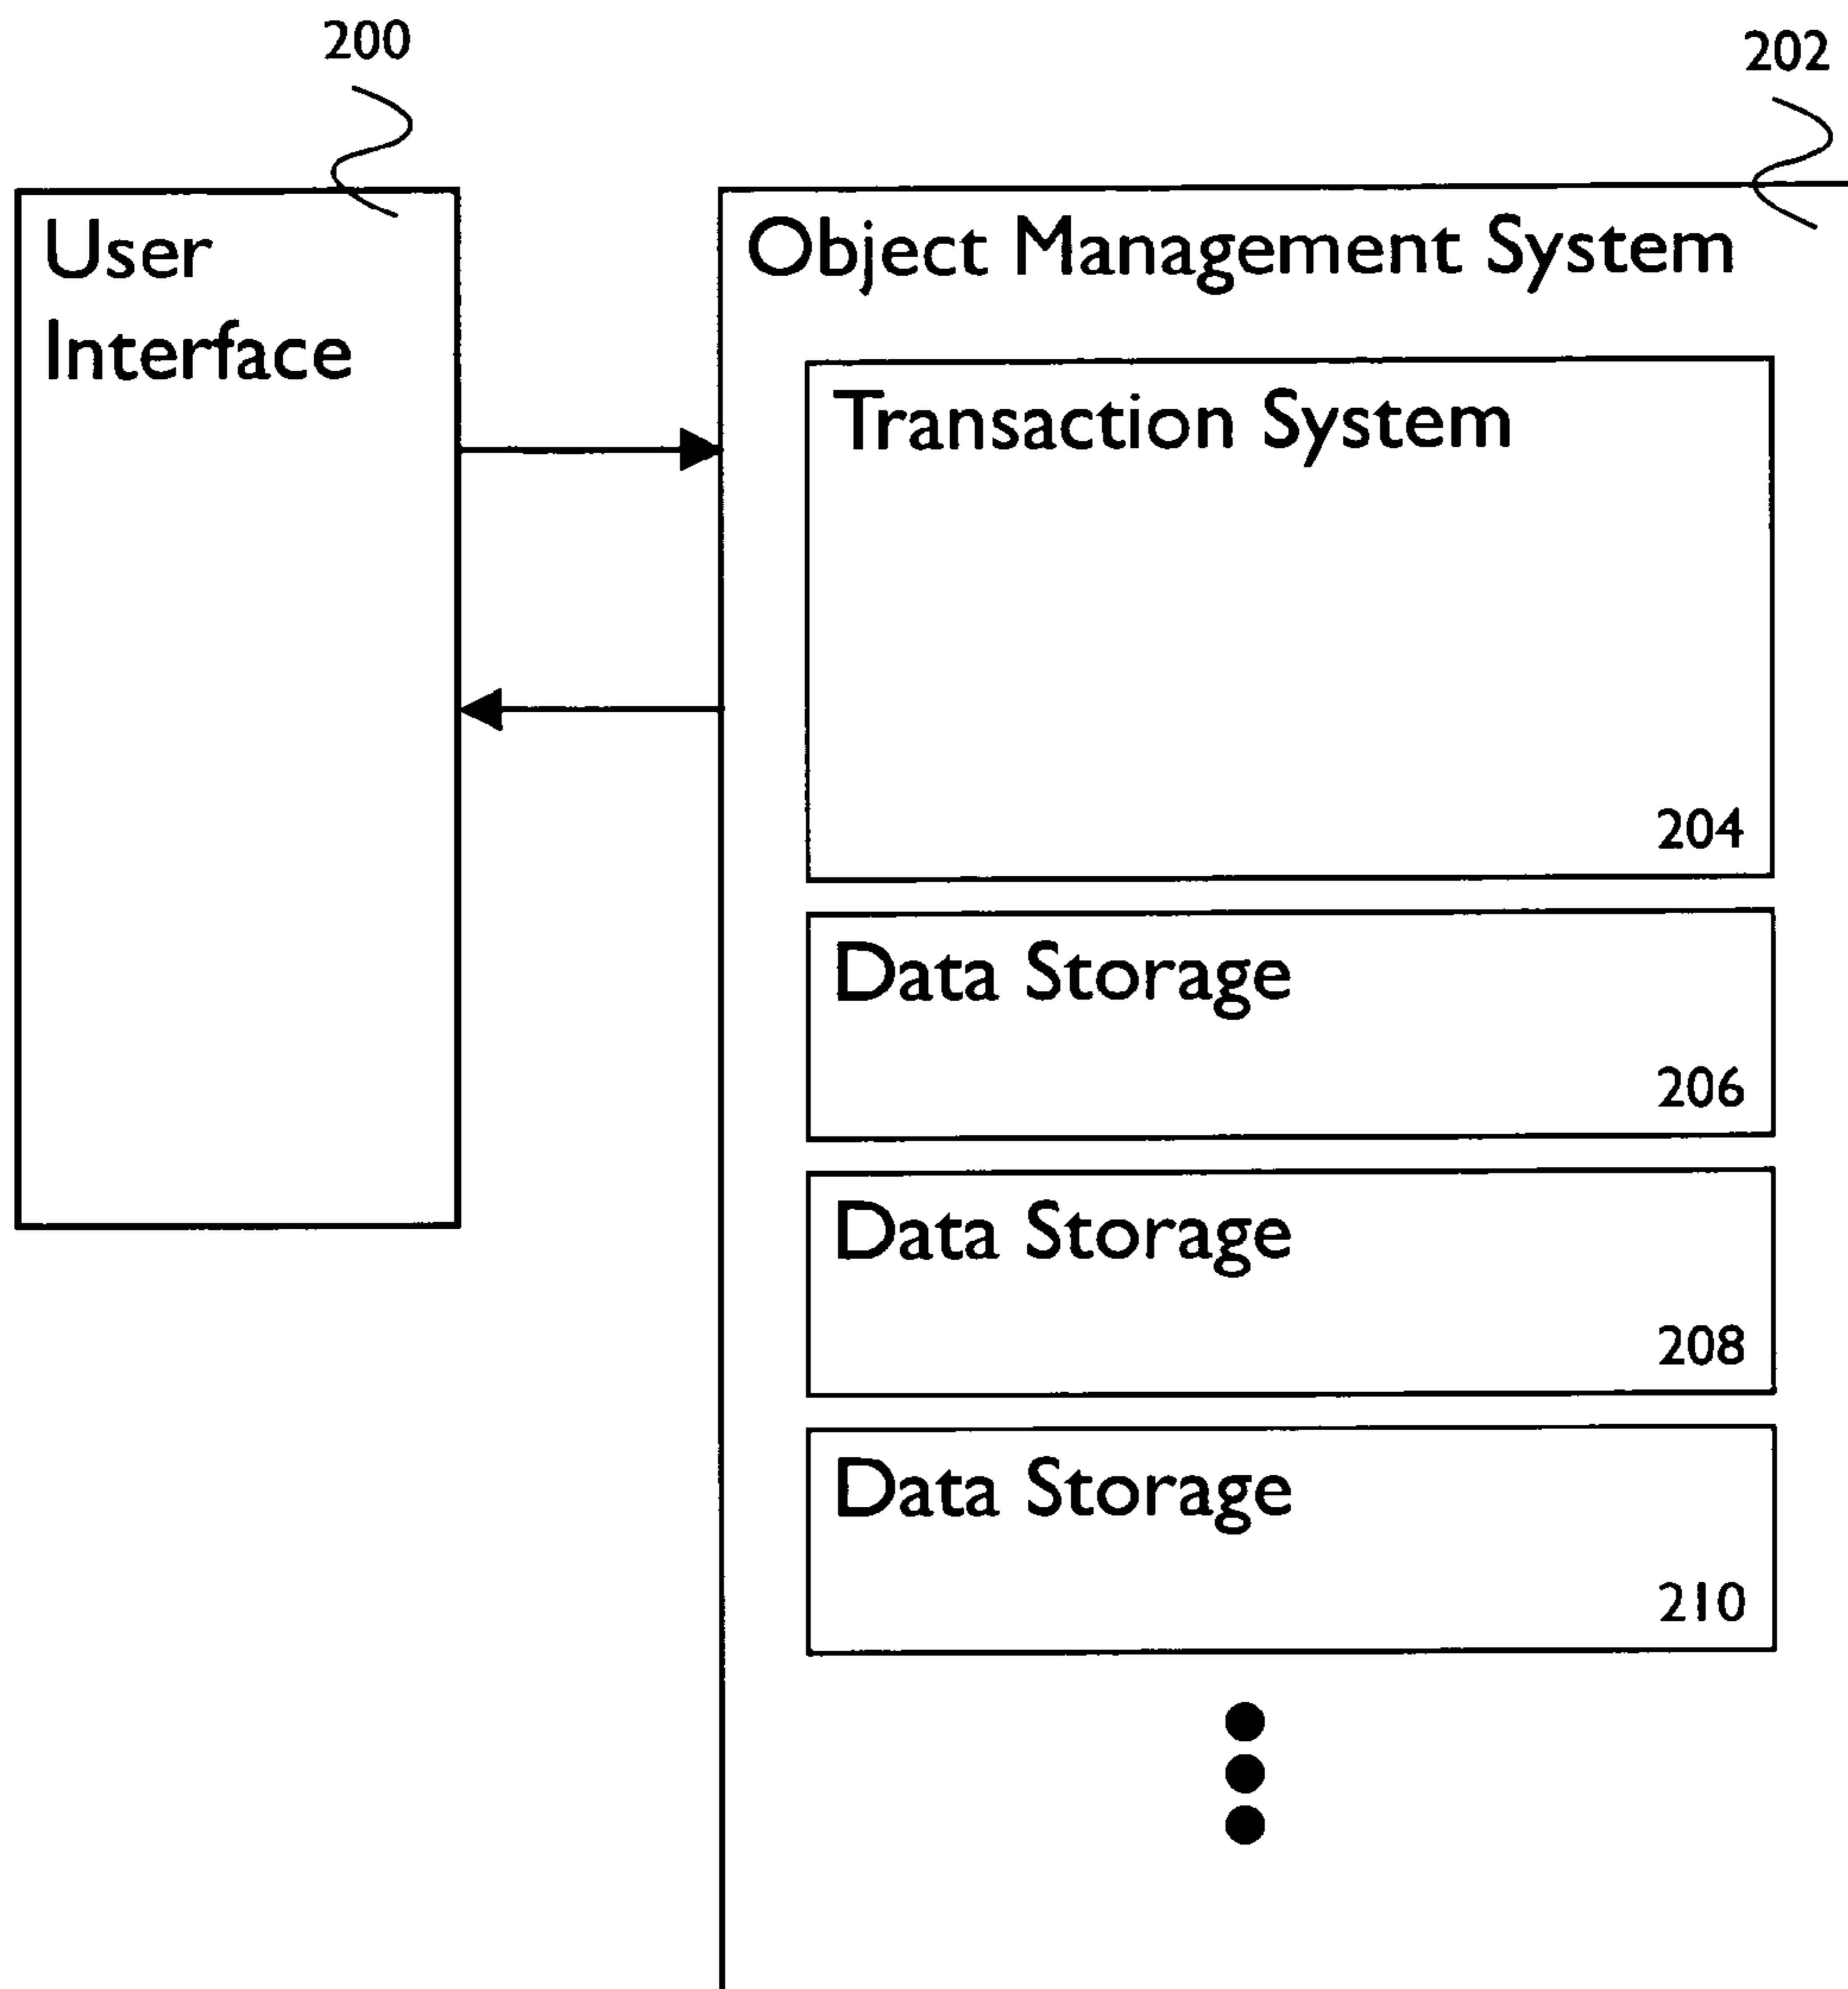 200
202
User
Interface
Object Management System
Transaction System
204
Data Storage
206
Data Storage
208
Data Storage
210